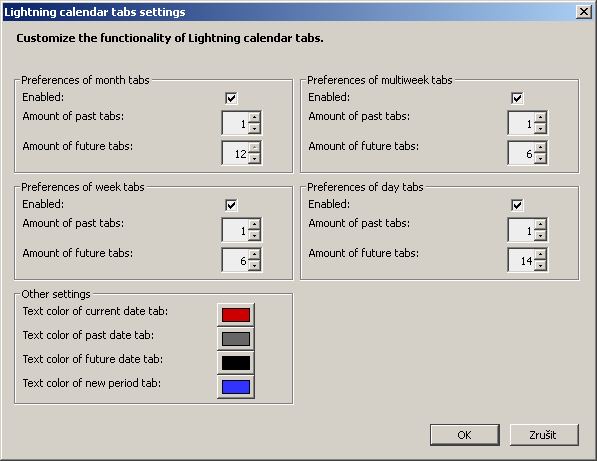 Lightning calendar tabs settings
Customize the functionality of Lightning calendar tabs.
Preferences of month tabs
Enabled:
Amount of past tabs:
1
Amount of future tabs:
12
Preferences of multiweek tabs
Enabled:
Amount of past tabs:
1
Amount of future tabs:
6
Preferences of week tabs
Enabled:
Amount of past tabs:
1
Amount of future tabs:
6
Preferences of day tabs
Enabled:
Amount of past tabs:
1
Amount of future tabs:
14
Other settings
Text color of current date tab:
Text color of past date tab:
Text color of future date tab:
Text color of new period tab:
OK
Zrušit